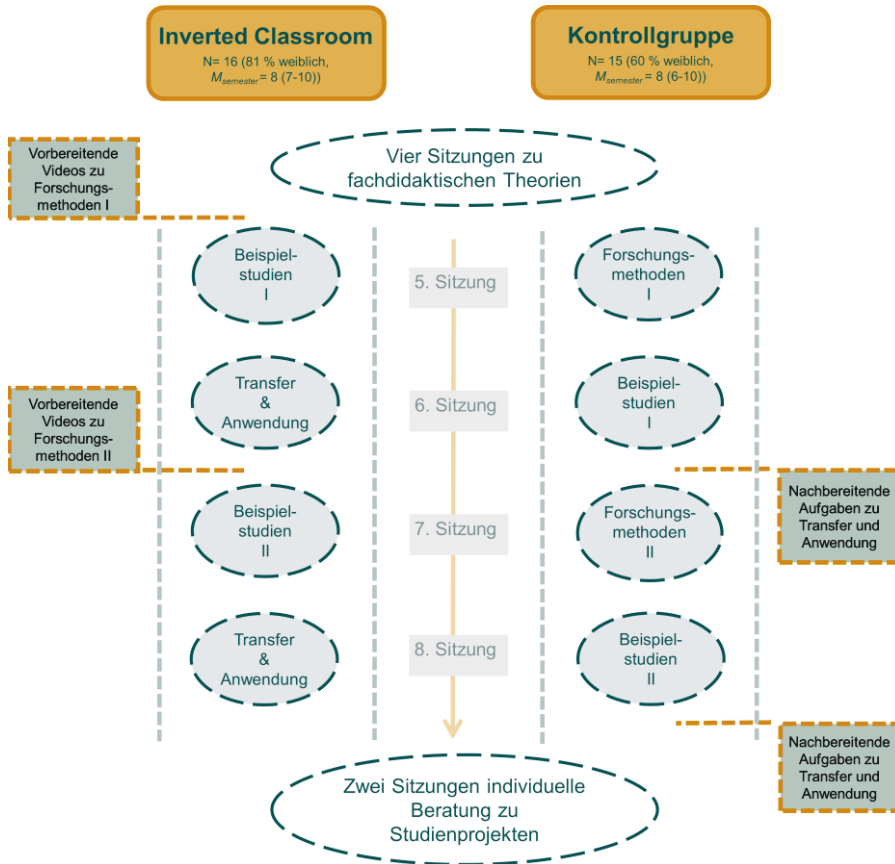 Inverted Classroom
N= 16 (81 % weiblich,
Msemester = 8 (7-10))
Kontrollgruppe
N= 15 (60 % weiblich,
Msemester = 8 (6-10))
Vorbereitende
Videos zu
Forschungs-
methoden I
Vier Sitzungen zu
fachdidaktischen Theorien
Beispiel-
studien
I
5. Sitzung
Forschungs-
methoden
I
Transfer
&
Anwendung
6. Sitzung
Beispiel-
studien
I
Vorbereitende
Videos zu
Forschungs-
methoden II
Beispiel-
studien
II
7. Sitzung
Forschungs-
methoden
II
Nachbereitende
Aufgaben zu
Transfer und
Anwendung
Transfer
&
Anwendung
8. Sitzung
Beispiel-
studien
II
Nachbereitende
Aufgaben zu
Transfer und
Anwendung
Zwei Sitzungen individuelle
Beratung zu
Studienprojekten